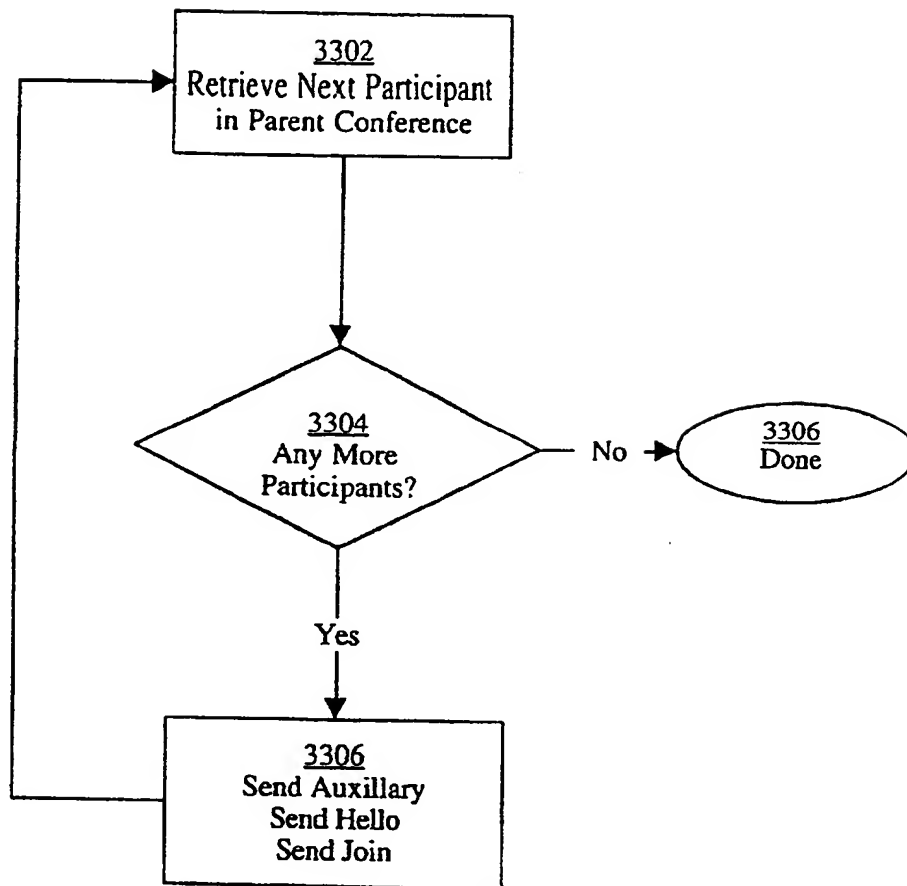 3302
Retrieve Next Participant
in Parent Conference
3304
Any More
Participants?
No
3306
Done
Yes
3306
Send Auxillary
Send Hello
Send Join